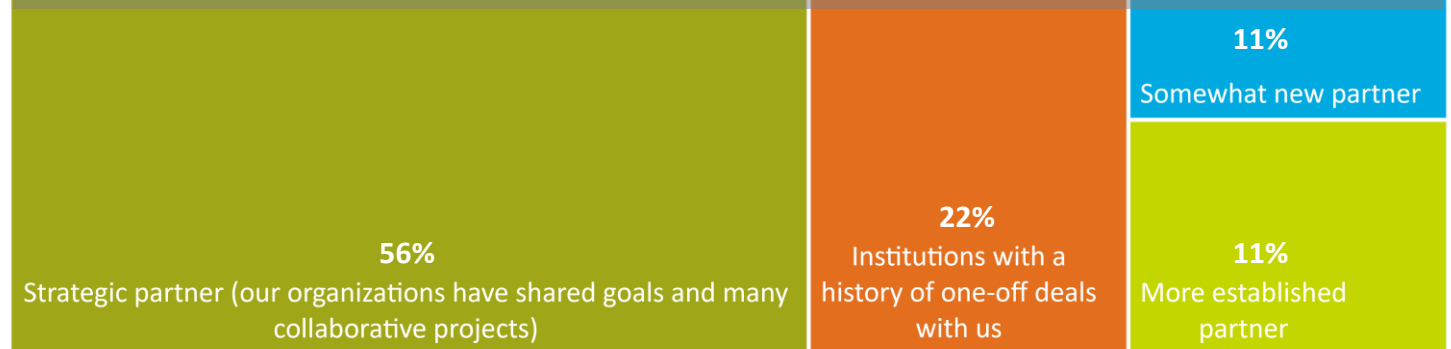 56%
Strategic partner (our organizations have shared goals and many
collaborative projects)
22%
Institutions with a
history of one-off deals
with us
11%
Somewhat new partner
11%
More established
partner